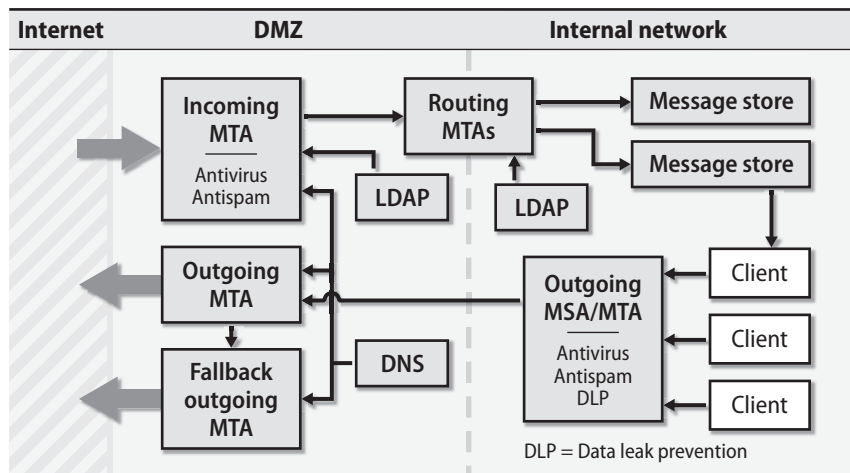 Internet
DMZ
Internal network
Incoming
MTA
Antivirus
Antispam
Routing
MTAs
Message store
Message store
LDAP
LDAP
Outgoing
MTA
Outgoing
MSA/MTA
Antivirus
Antispam
DLP
Client
Client
Client
Fallback
outgoing
MTA
DNS
DLP = Data leak prevention